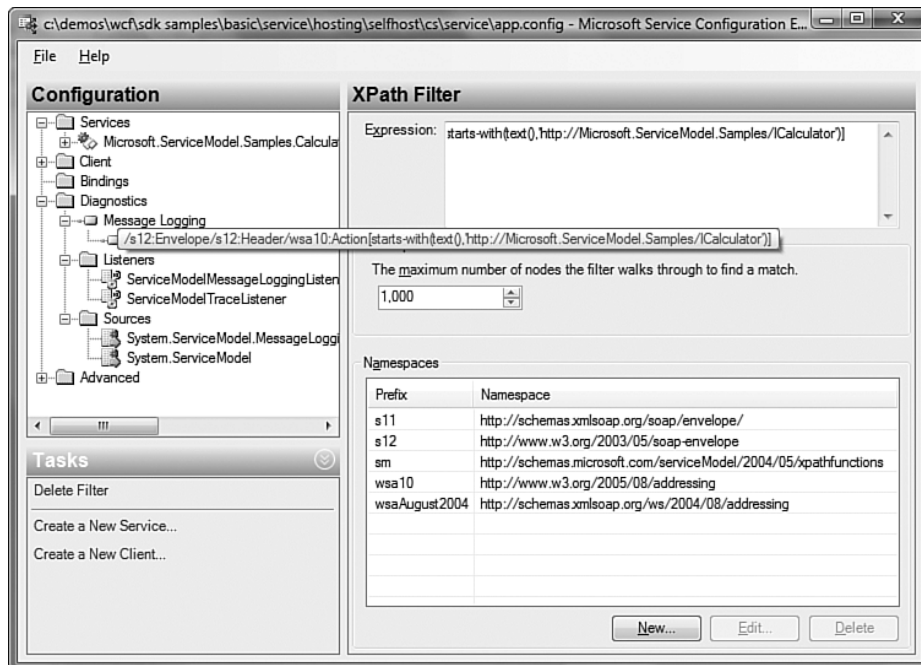 c:\demos\wcf\sdk samples\basic\service\hosting\selfhost\cs\service\app.config - Microsoft Service Configuration E...
File Help
Configuration
Services
Microsoft.ServiceModel.Samples.Calcula
Client
Bindings
Diagnostics
Message Logging
/s12:Envelope/s12:Header/wsa10:Action[starts-with(text(),'http://Microsoft.ServiceModel.Samples/ICalculator')]
Listeners
ServiceModelMessageLoggingListen
ServiceModelTraceListener
Sources
System.ServiceModel.MessageLoggi
System.ServiceModel
Advanced
Tasks
Delete Filter
Create a New Service...
Create a New Client...
XPath Filter
Expression: starts-with(text(),'http://Microsoft.ServiceModel.Samples/ICalculator')]
The maximum number of nodes the filter walks through to find a match.
1,000
Namespaces
Prefix Namespace
s11 http://schemas.xmlsoap.org/soap/envelope/
s12 http://www.w3.org/2003/05/soap-envelope
sm http://schemas.microsoft.com/serviceModel/2004/05/xpathfunctions
wsa10 http://www.w3.org/2005/08/addressing
wsaAugust2004 http://schemas.xmlsoap.org/ws/2004/08/addressing
New... Edit... Delete